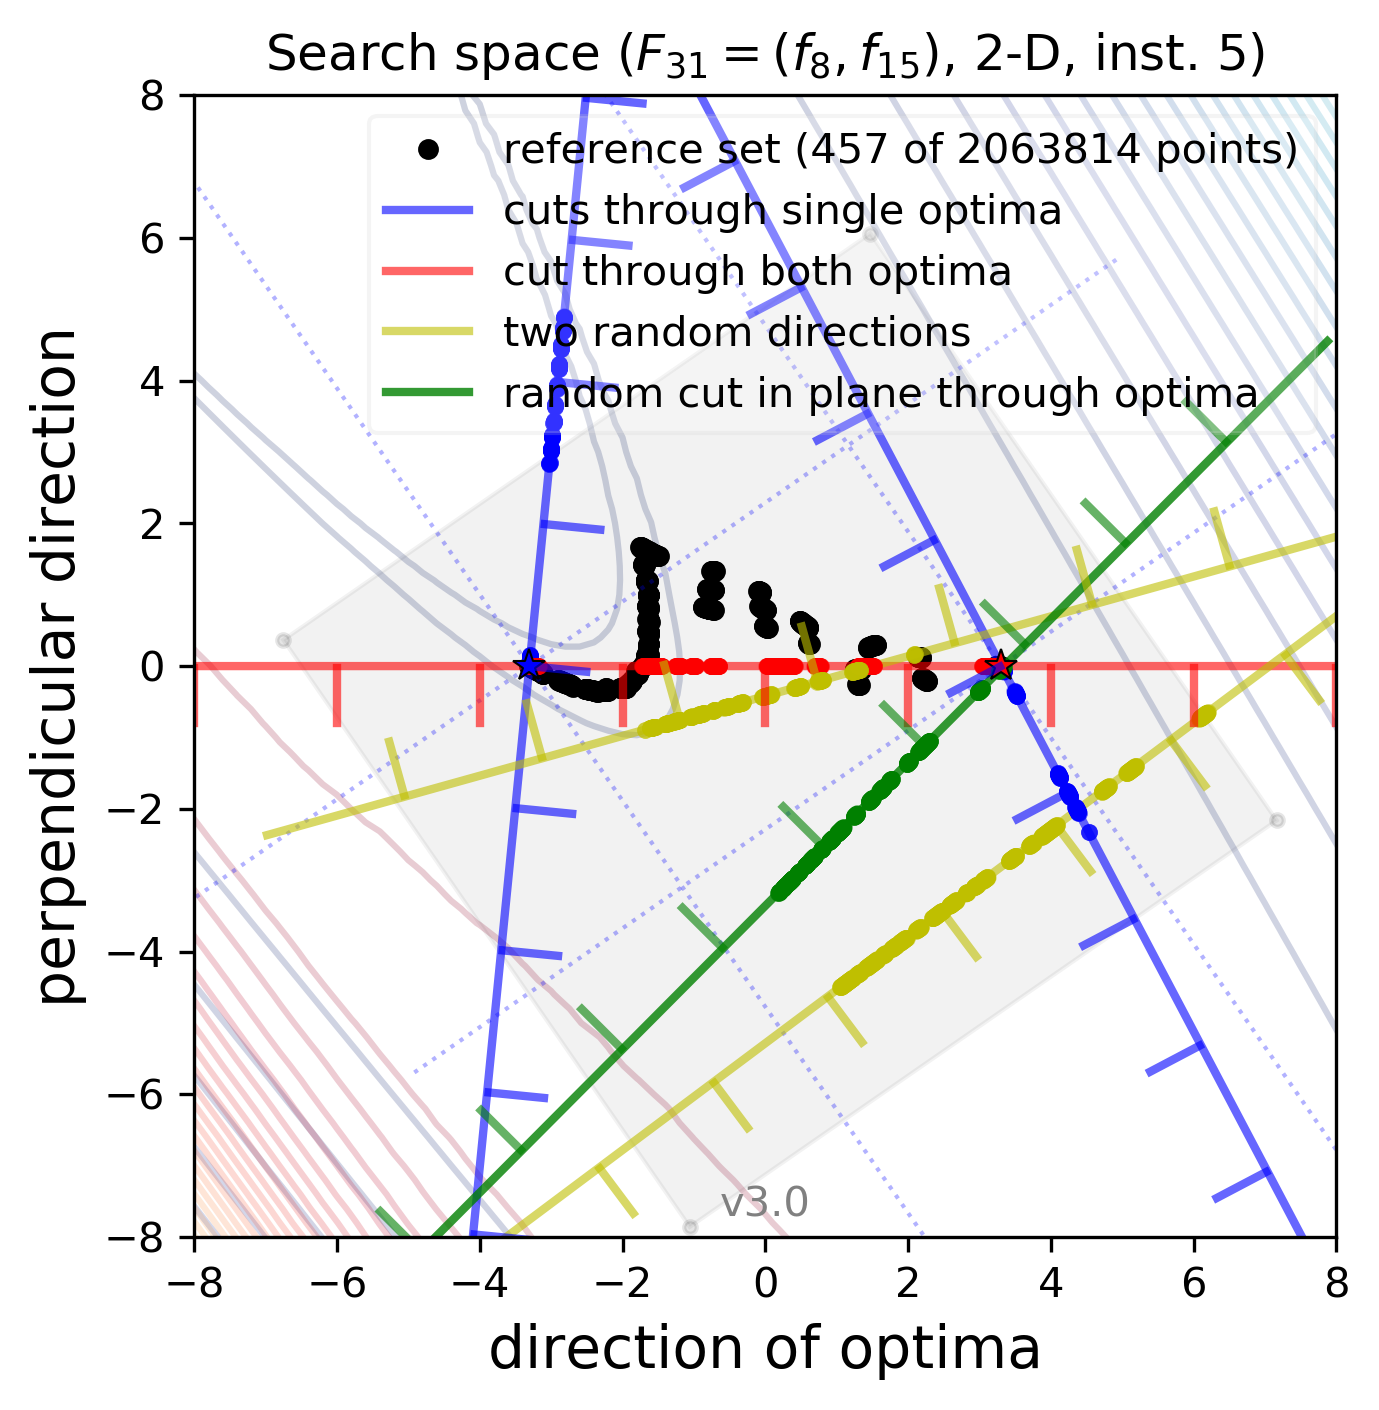 Search space (F31 = (f8, f15), 2-D, inst. 5)
reference set (457 of 2063814 points)
cuts through single optima
cut through both optima
two random directions
random cut in plane through optima
perpendicular direction
8
6
4
2
0
−2
−4
−6
−8
v3.0
−8 −6 −4 −2 0 2 4 6 8
direction of optima